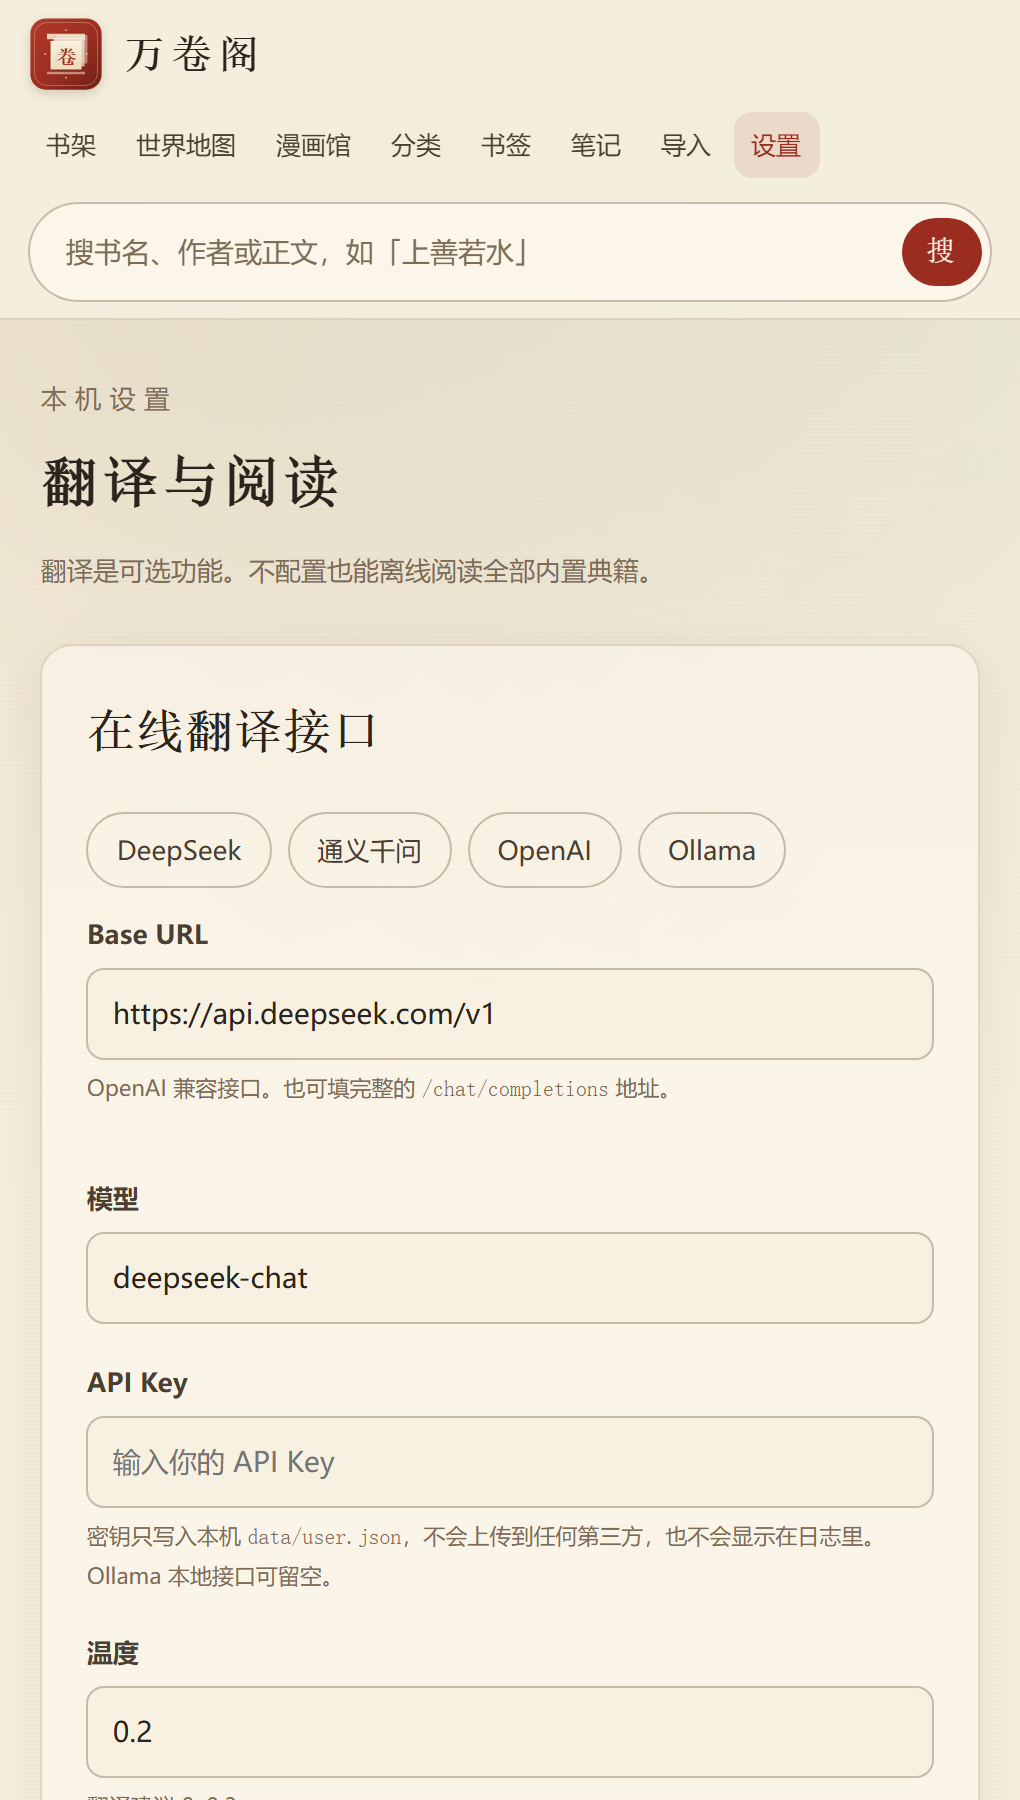 卷
万卷阁
书架 世界地图 漫画馆 分类 书签 笔记 导入 设置
搜书名、作者或正文，如「上善若水」 搜
本机设置
翻译与阅读
翻译是可选功能。不配置也能离线阅读全部内置典籍。
在线翻译接口
DeepSeek 通义千问 OpenAI Ollama
Base URL
https://api.deepseek.com/v1
OpenAI 兼容接口。也可填完整的 /chat/completions 地址。
模型
deepseek-chat
API Key
输入你的 API Key
密钥只写入本机 data/user.json，不会上传到任何第三方，也不会显示在日志里。
Ollama 本地接口可留空。
温度
0.2